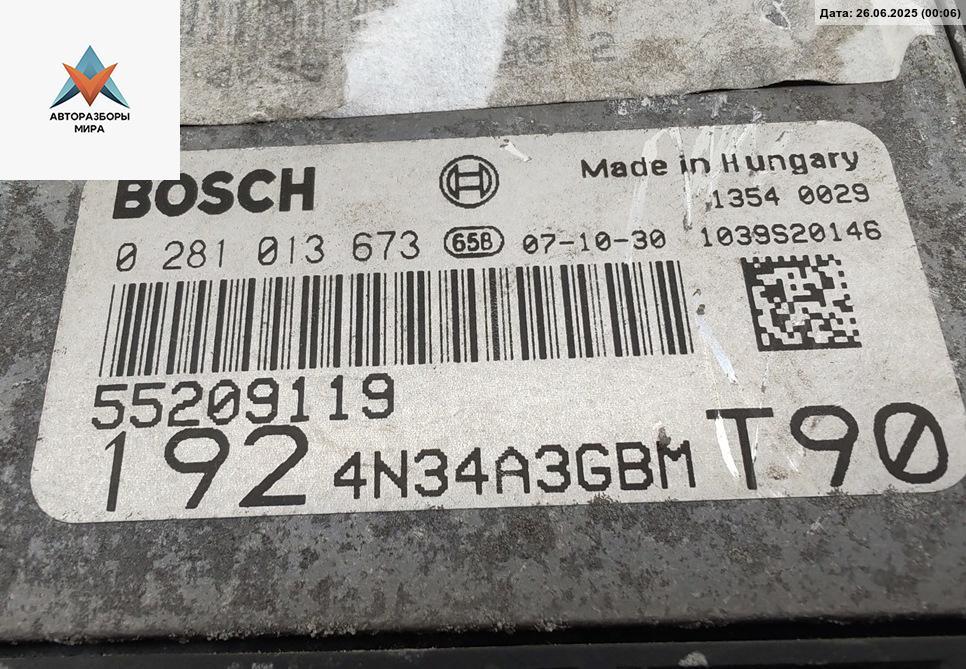 Дата: 26.06.2025 (00:06)
АВТОРАЗБОРЫ
МИРА
BOSCH
Made in Hungary
1354 0029
0 281 013 673 65B 07-10-30 1039S20146
55209119
192 4N34A3GBM T90